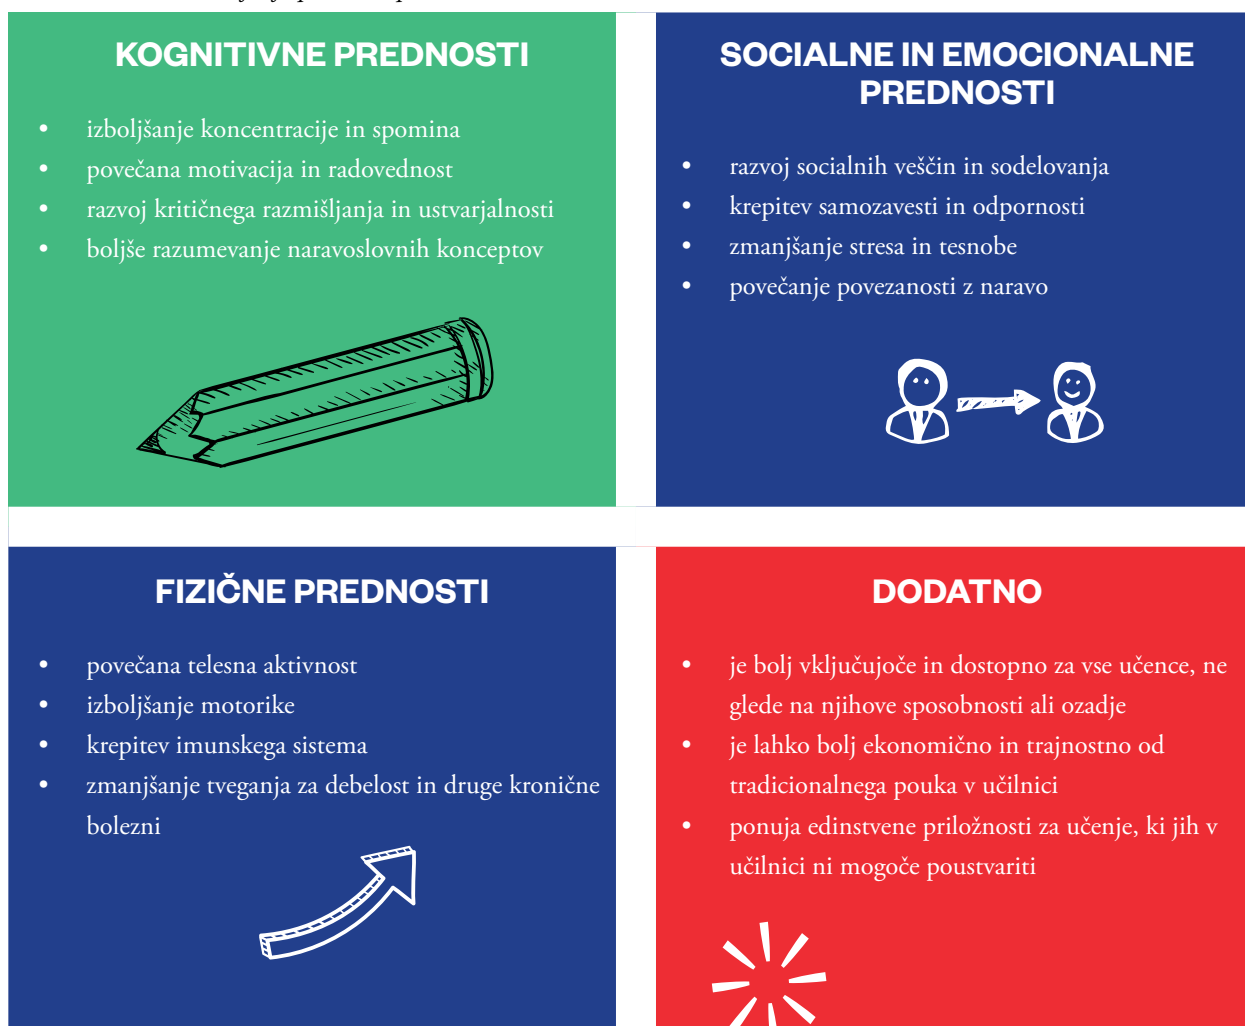 KOGNITIVNE PREDNOSTI
• izboljšanje koncentracije in spomina
• povečana motivacija in radovednost
• razvoj kritičnega razmišljanja in ustvarjalnosti
• boljše razumevanje naravoslovnih konceptov
SOCIALNE IN EMOCIONALNE
PREDNOSTI
• razvoj socialnih veščin in sodelovanja
• krepitev samozavesti in odpornosti
• zmanjšanje stresa in tesnobe
• povečanje povezanosti z naravo
FIZIČNE PREDNOSTI
• povečana telesna aktivnost
• izboljšanje motorike
• krepitev imunskega sistema
• zmanjšanje tveganja za debelost in druge kronične
bolezni
DODATNO
• je bolj vključujoče in dostopno za vse učence, ne
glede na njihove sposobnosti ali ozadje
• je lahko bolj ekonomično in trajnostno od
tradicionalnega pouka v učilnici
• ponuja edinstvene priložnosti za učenje, ki jih v
učilnici ni mogoče poustvariti